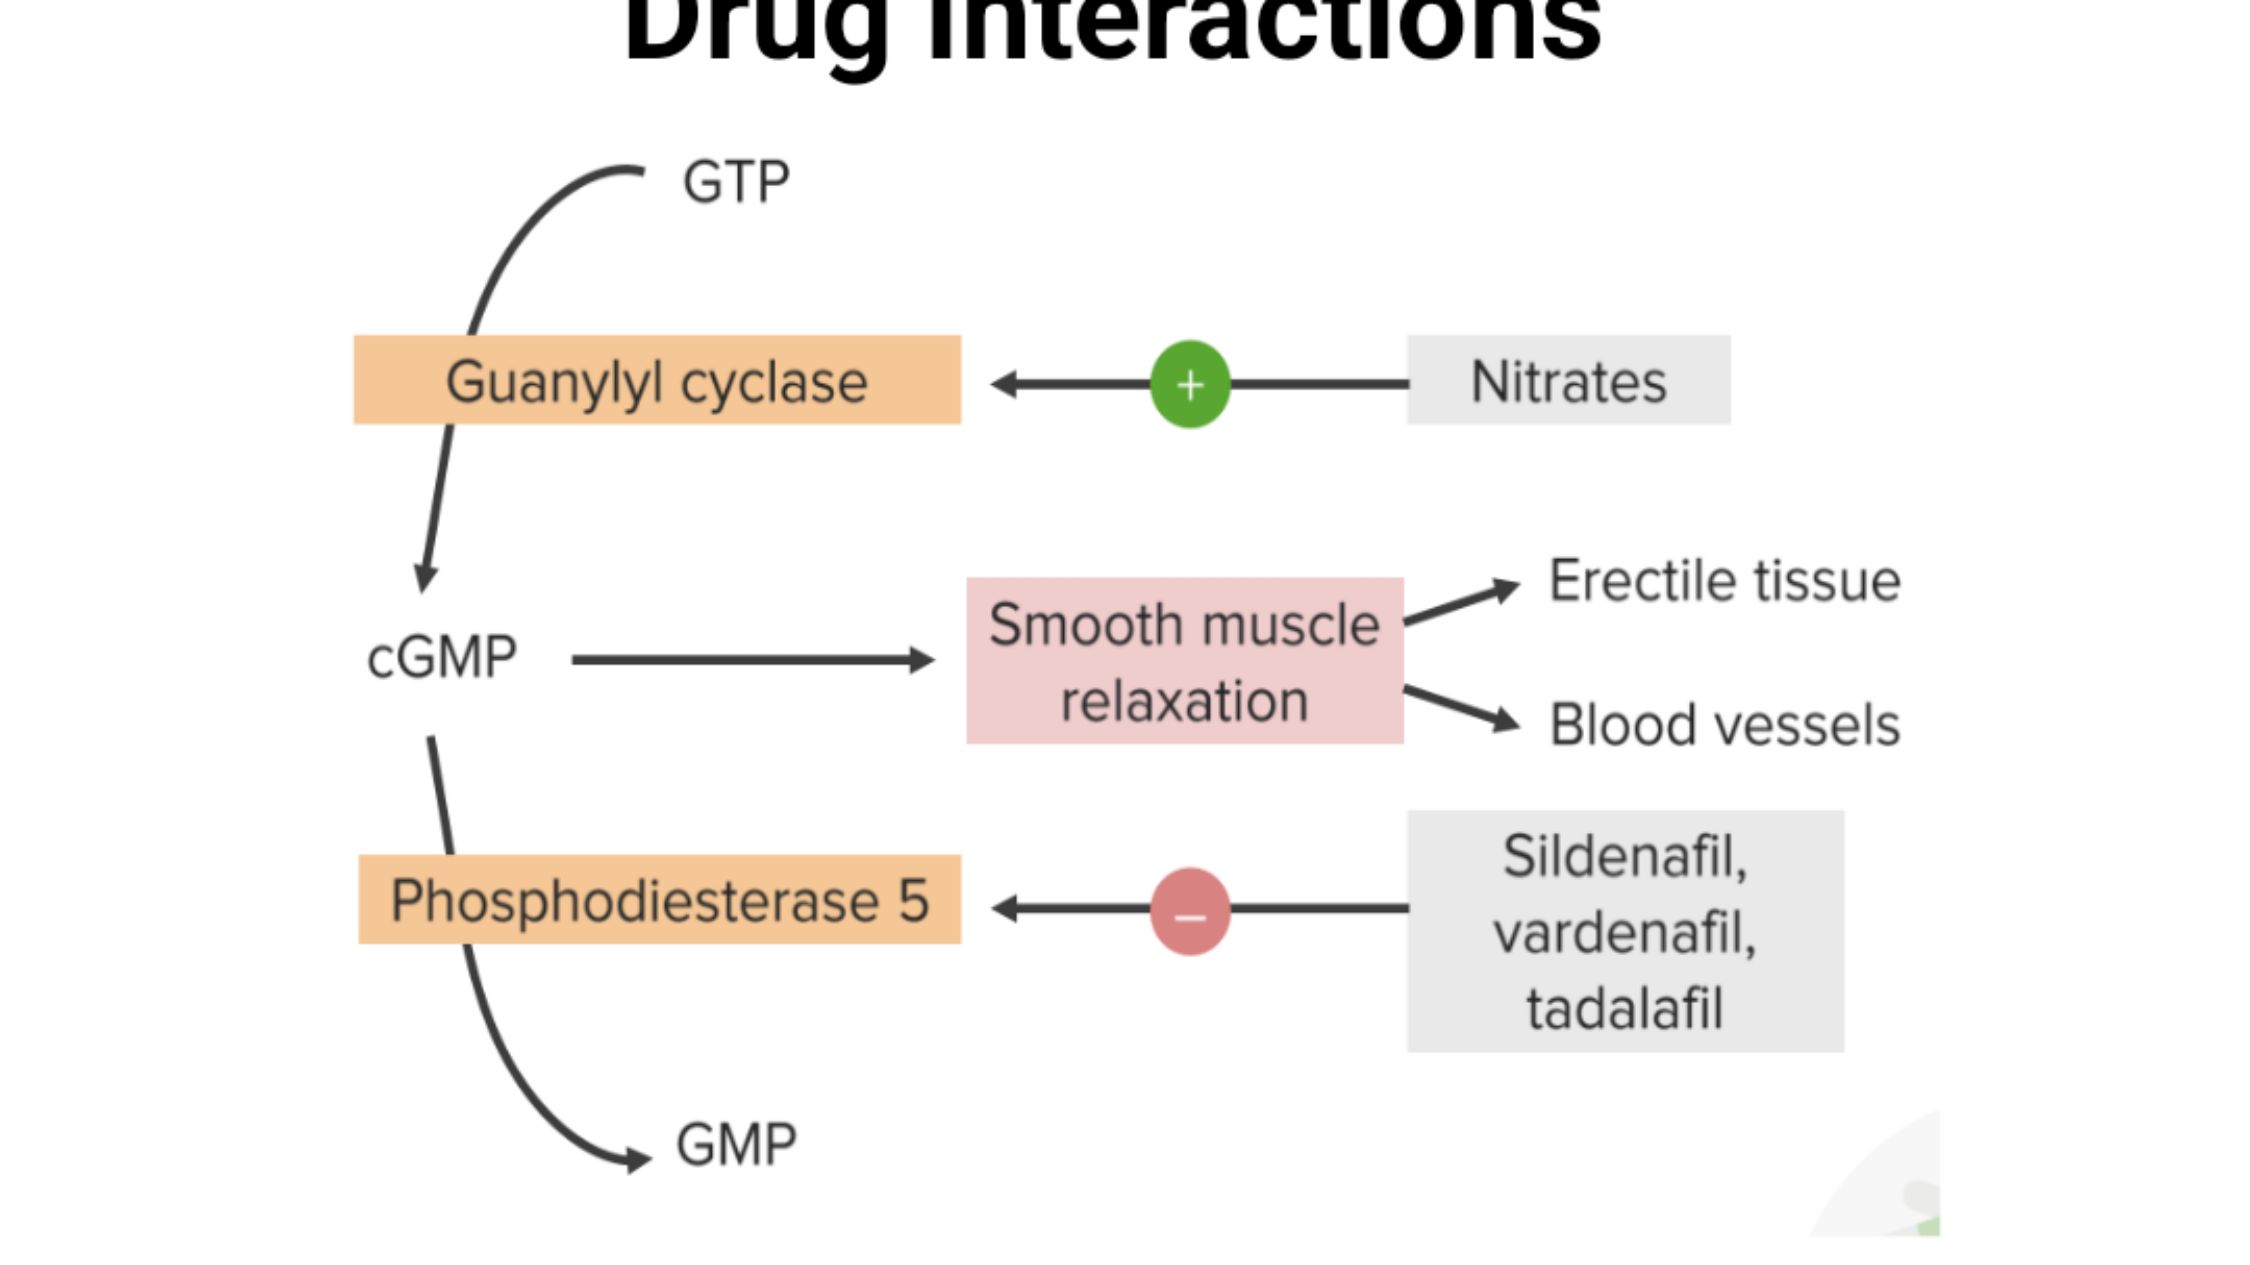 Drug Interactions
GTP
Guanylyl cyclase
+
Nitrates
cGMP
Smooth muscle
relaxation
Erectile tissue
Blood vessels
Phosphodiesterase 5
–
Sildenafil,
vardenafil,
tadalafil
GMP